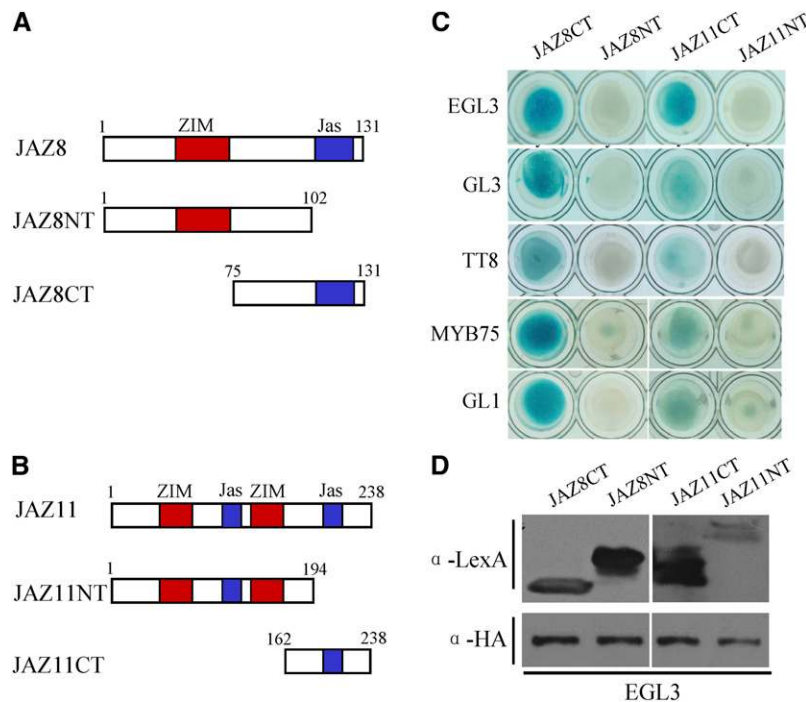 A
1 ZIM Jas 131
JAZ8
1 102
JAZ8NT
75 131
JAZ8CT
B
1 ZIM Jas ZIM Jas 238
JAZ11
1 194
JAZ11NT
162 238
JAZ11CT
C
JAZ8CT JAZ8NT JAZ11CT JAZ11NT
EGL3
GL3
TT8
MYB75
GL1
D
JAZ8CT JAZ8NT JAZ11CT JAZ11NT
α-LexA
α-HA
EGL3